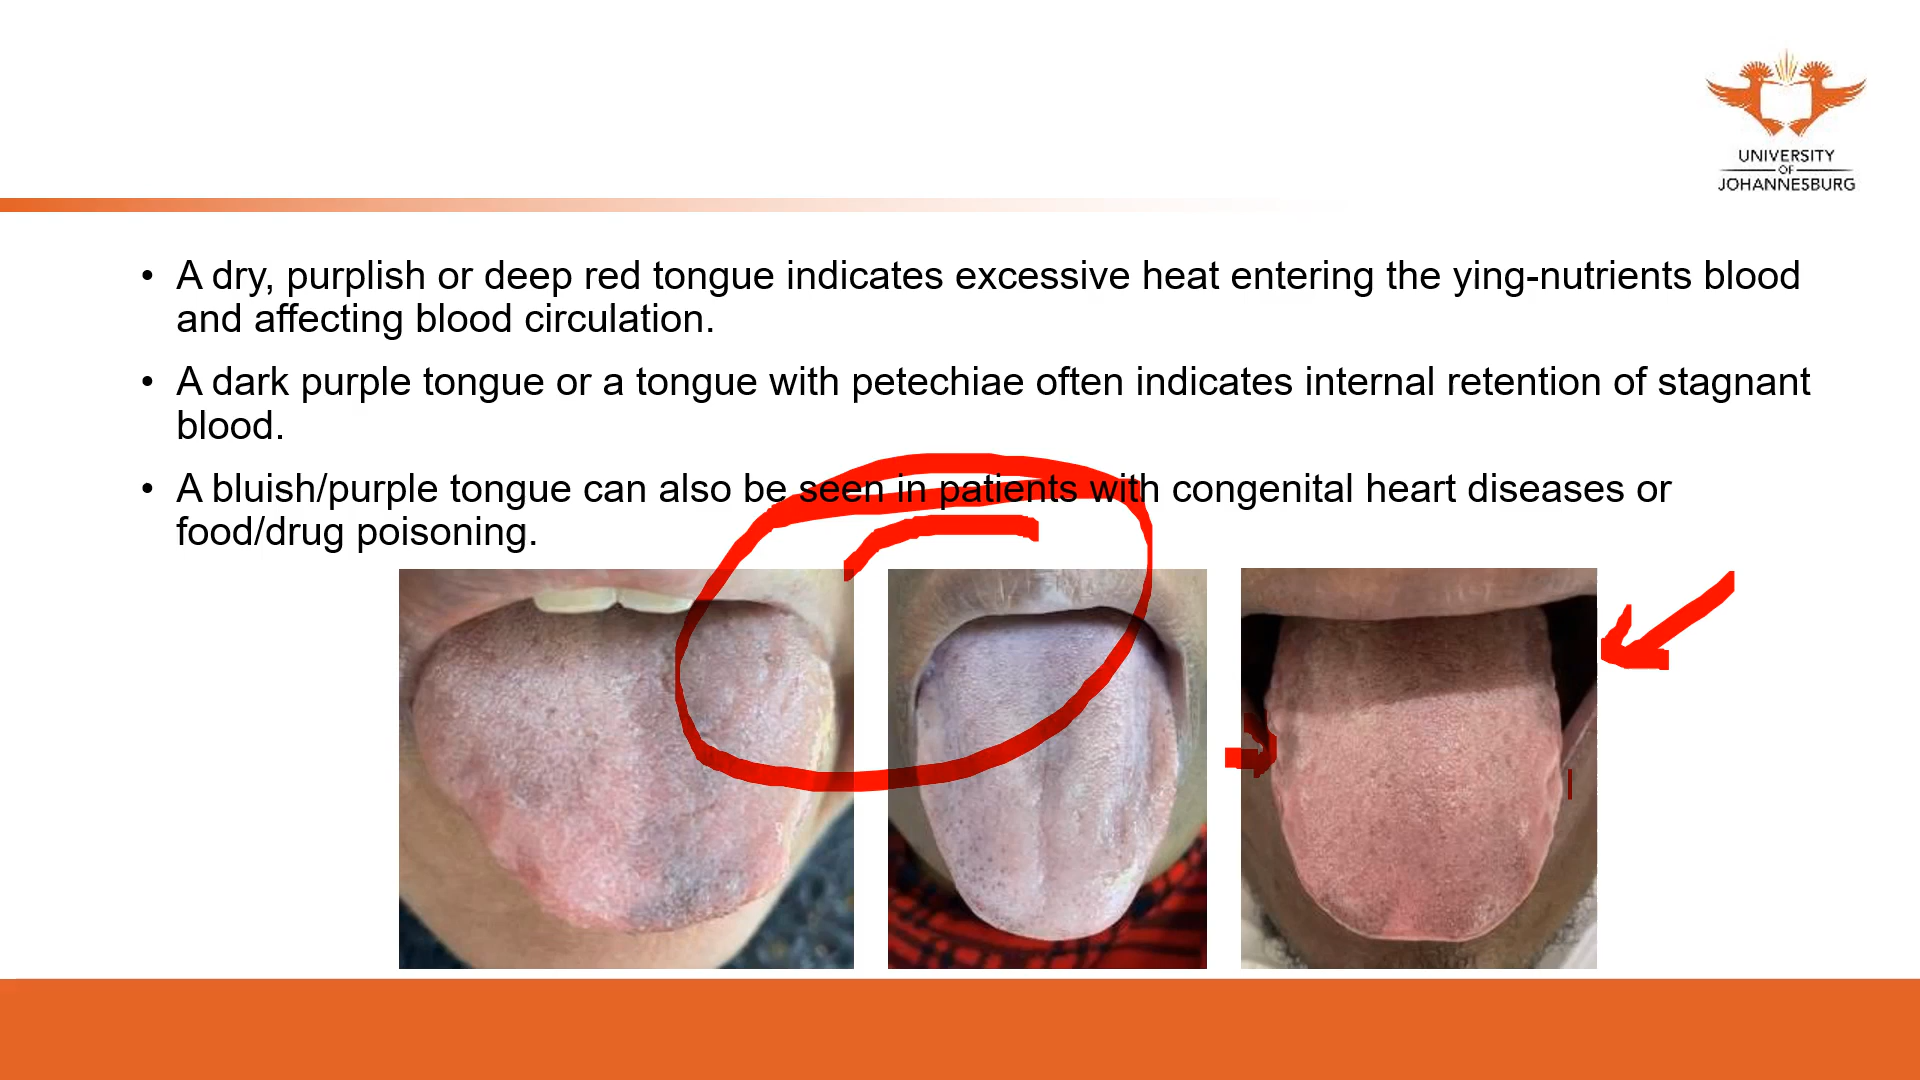 UNIVERSITY
OF
JOHANNESBURG
• A dry, purplish or deep red tongue indicates excessive heat entering the ying-nutrients blood
and affecting blood circulation.
• A dark purple tongue or a tongue with petechiae often indicates internal retention of stagnant
blood.
• A bluish/purple tongue can also be seen in patients with congenital heart diseases or
food/drug poisoning.